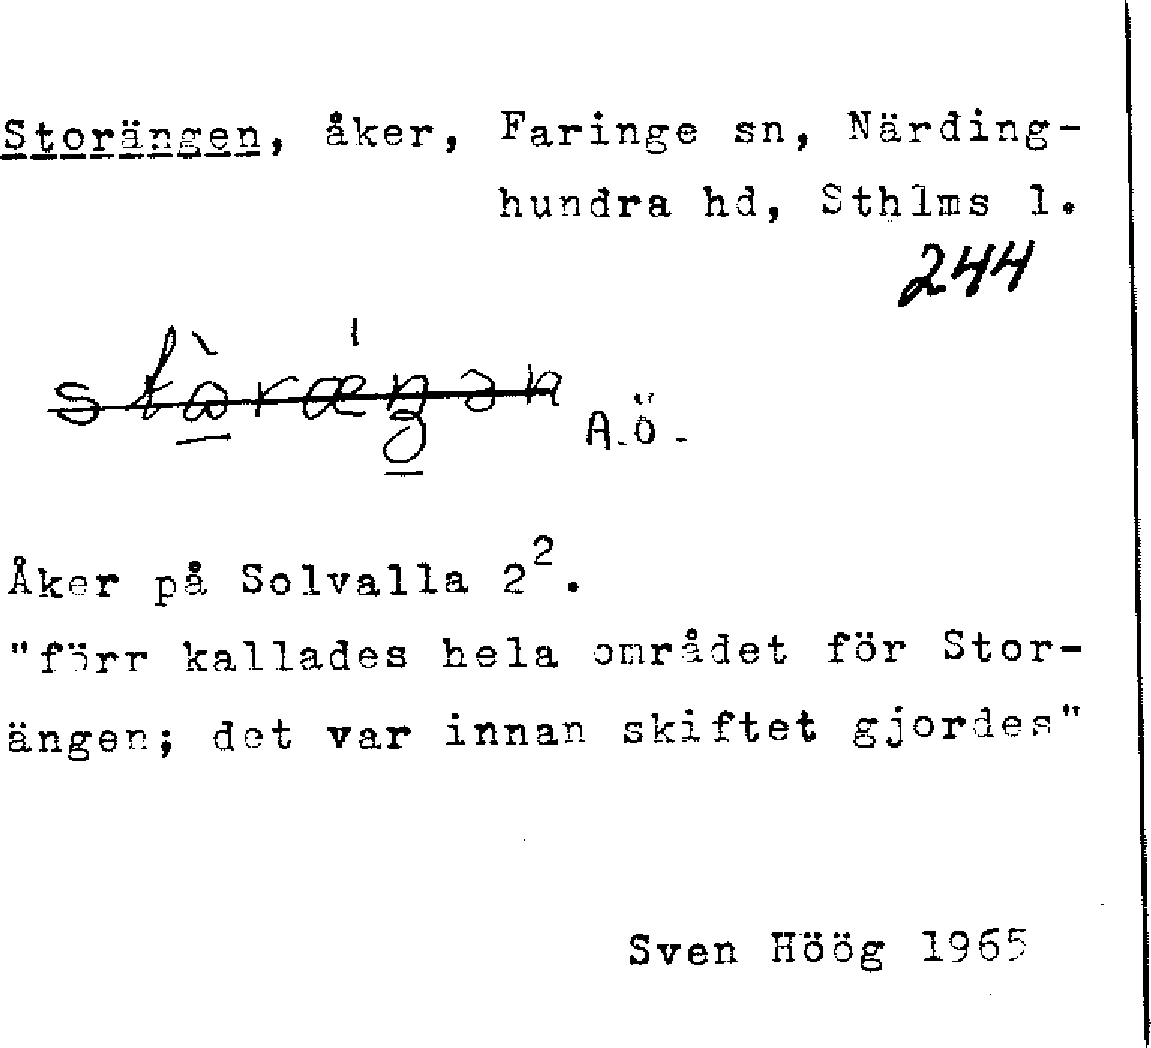 Storängen, åker, Faringe sn, Närding-
hundra hd, Sthlms l.
244
A.Ö.
Åker på Solvalla 2².
"förr kallades hela området för Stor-
ängen; det var innan skiftet gjordes"
Sven Höög 1965